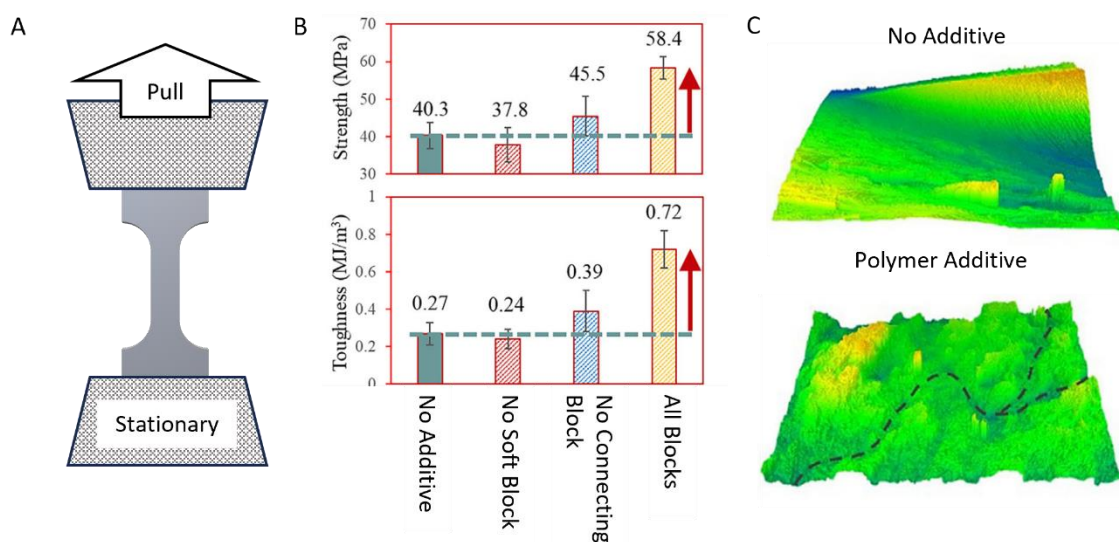 A
Pull
Stationary
B
Strength (MPa)
70
60
50
40
30
40.3
37.8
45.5
58.4
Toughness (MJ/m³)
1
0.8
0.6
0.4
0.2
0
0.27
0.24
0.39
0.72
No Additive
No Soft Block
No Connecting
Block
All Blocks
C
No Additive
Polymer Additive